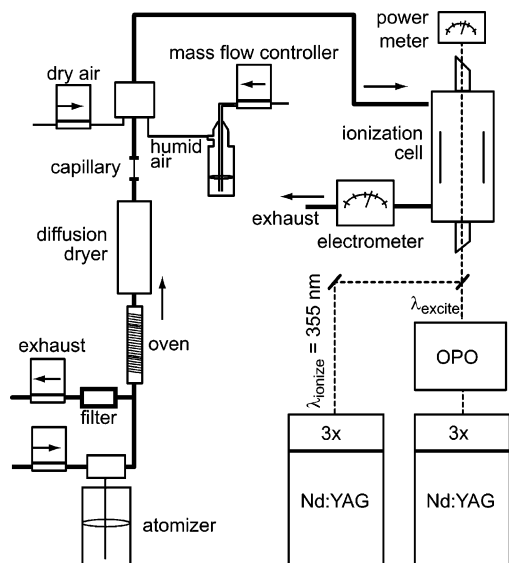 power
meter
mass flow controller
dry air
ionization
cell
humid
air
capillary
exhaust
electrometer
diffusion
dryer
λionize = 355 nm
λexcite
OPO
oven
exhaust
filter
3x
3x
Nd:YAG
Nd:YAG
atomizer